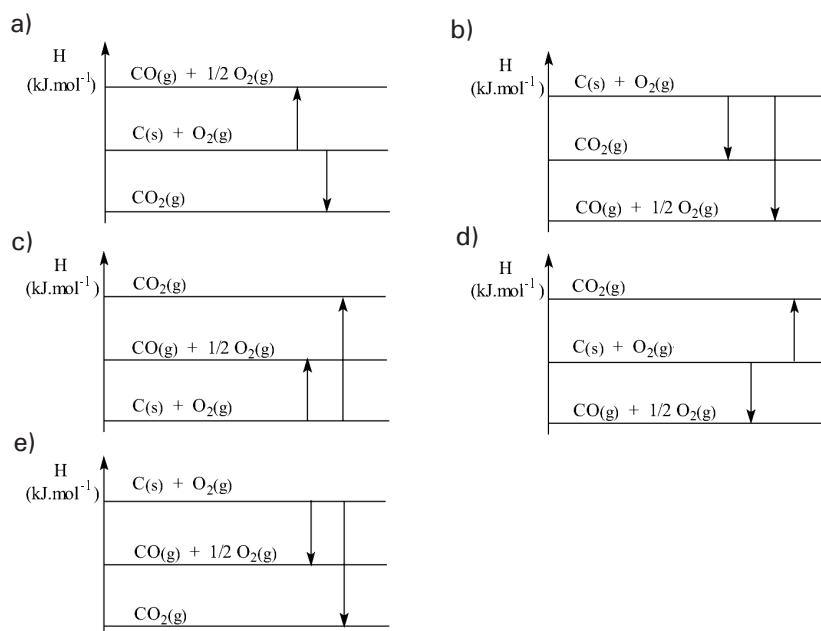 a)
H
(kJ.mol⁻¹)
CO(g) + 1/2 O₂(g)
C(s) + O₂(g)
CO₂(g)
b)
H
(kJ.mol⁻¹)
C(s) + O₂(g)
CO₂(g)
CO(g) + 1/2 O₂(g)
c)
H
(kJ.mol⁻¹)
CO₂(g)
CO(g) + 1/2 O₂(g)
C(s) + O₂(g)
d)
H
(kJ.mol⁻¹)
CO₂(g)
C(s) + O₂(g)
CO(g) + 1/2 O₂(g)
e)
H
(kJ.mol⁻¹)
C(s) + O₂(g)
CO(g) + 1/2 O₂(g)
CO₂(g)